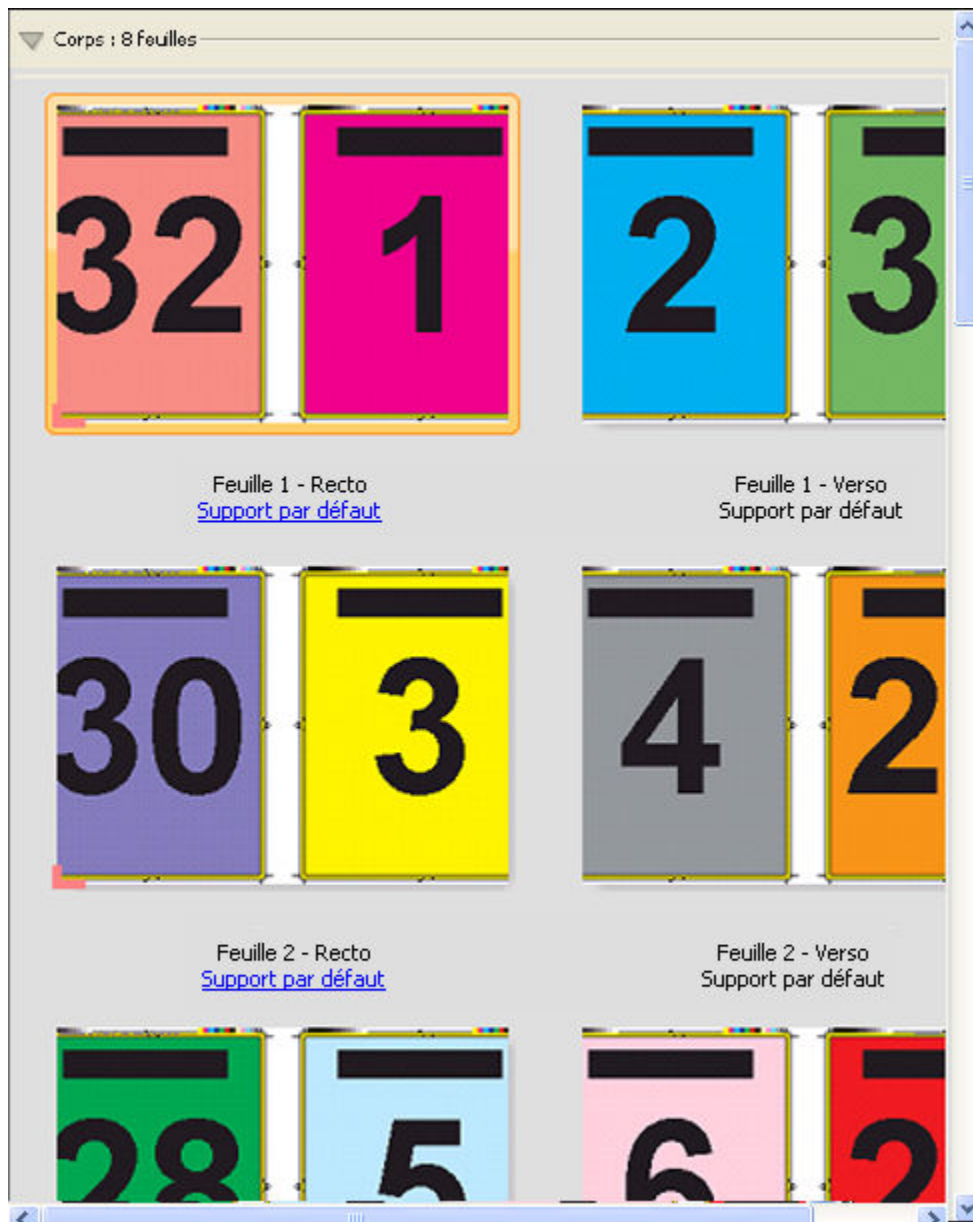 Corps : 8 feuilles
32 1 2 3
Feuille 1 - Recto
Support par défaut
Feuille 1 - Verso
Support par défaut
30 3 4 2
Feuille 2 - Recto
Support par défaut
Feuille 2 - Verso
Support par défaut
28 5 6 2